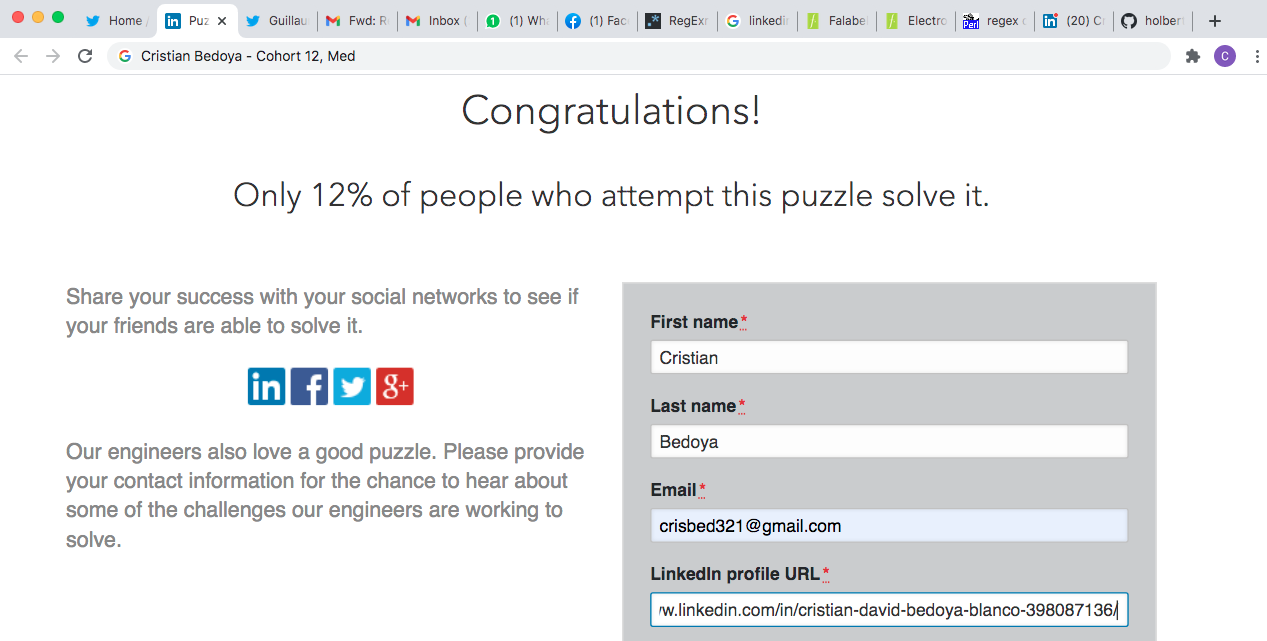 Home /
Puz
Guillau
Fwd: R
Inbox (
(1) Wha
(1) Fac
RegExr
linkedin
Falabel
Electro
regex c
(20) Cr
holbert
Cristian Bedoya - Cohort 12, Med
C
Congratulations!
Only 12% of people who attempt this puzzle solve it.
Share your success with your social networks to see if
your friends are able to solve it.
in f g+
Our engineers also love a good puzzle. Please provide
your contact information for the chance to hear about
some of the challenges our engineers are working to
solve.
First name*
Cristian
Last name*
Bedoya
Email*
crisbed321@gmail.com
LinkedIn profile URL*
w.linkedin.com/in/cristian-david-bedoya-blanco-398087136/